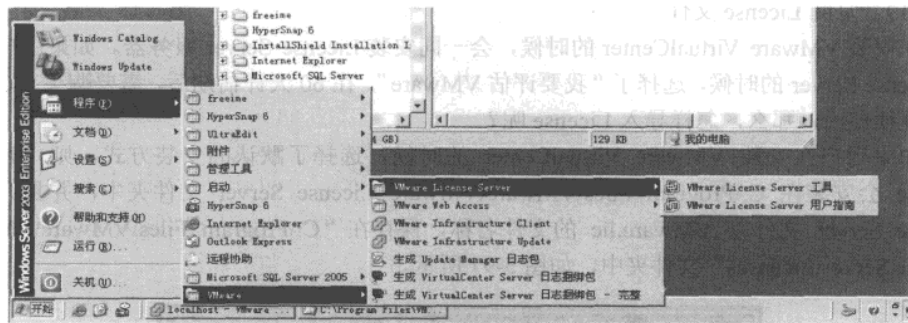 freeime
HyperSnap 6
InstallShield Installation I
Internet Explorer
Microsoft SQL Server
Windows Catalog
Windows Update
程序(P)
文档(D)
设置(S)
搜索(C)
帮助和支持(H)
运行(R)...
关机(U)...
Windows Server 2003 Enterprise Edition
freeime
HyperSnap 6
UltraEdit
附件
管理工具
启动
HyperSnap 6
Internet Explorer
Outlook Express
远程协助
Microsoft SQL Server 2005
VMware
GB)
129 KB
我的电脑
VMware License Server
VMware Web Access
VMware Infrastructure Client
VMware Infrastructure Update
生成 Update Manager 日志包
生成 VirtualCenter Server 日志捆绑包
生成 VirtualCenter Server 日志捆绑包 - 完整
VMware License Server 工具
VMware License Server 用户指南
开始
localhost - VMware ...
C:\Program Files\VM...